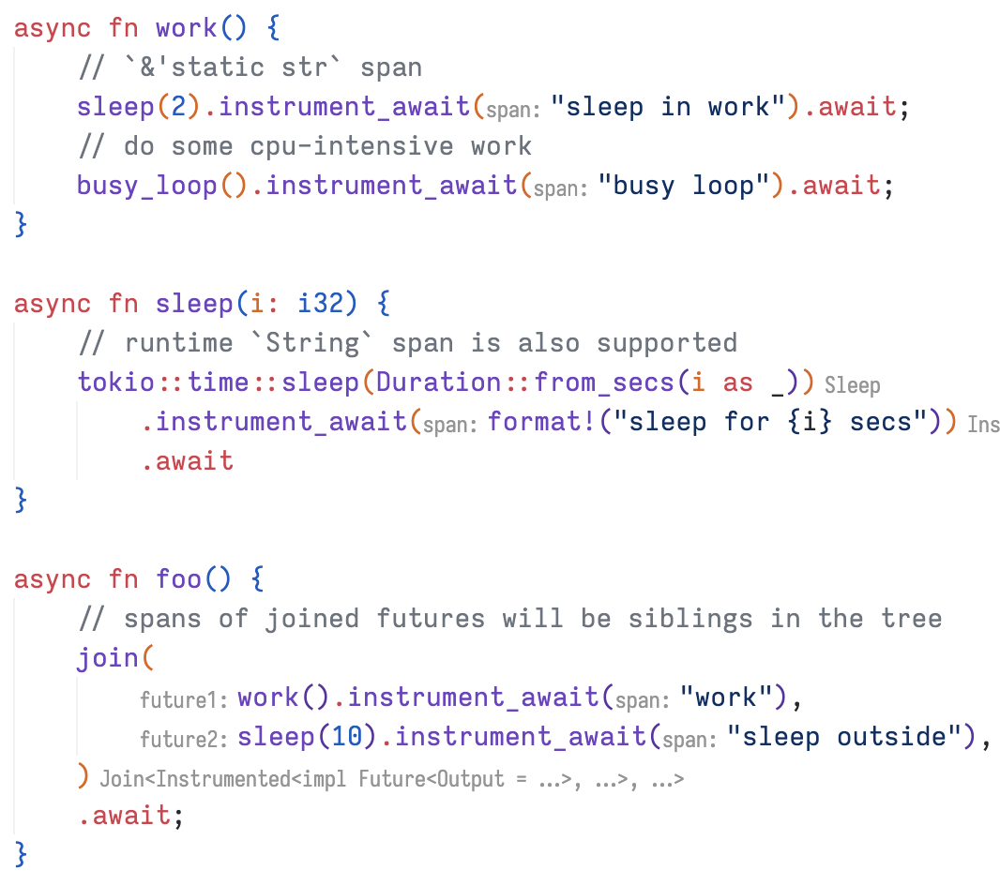 async fn work() {
    // `&'static str` span
    sleep(2).instrument_await(span: "sleep in work").await;
    // do some cpu-intensive work
    busy_loop().instrument_await(span: "busy loop").await;
}

async fn sleep(i: i32) {
    // runtime `String` span is also supported
    tokio::time::sleep(Duration::from_secs(i as _)) Sleep
        .instrument_await(span: format!("sleep for {i} secs")) Ins
        .await
}

async fn foo() {
    // spans of joined futures will be siblings in the tree
    join(
        future1: work().instrument_await(span: "work"),
        future2: sleep(10).instrument_await(span: "sleep outside"),
    ) Join<Instrumented<impl Future<Output = ...>, ...>, ...>
    .await;
}